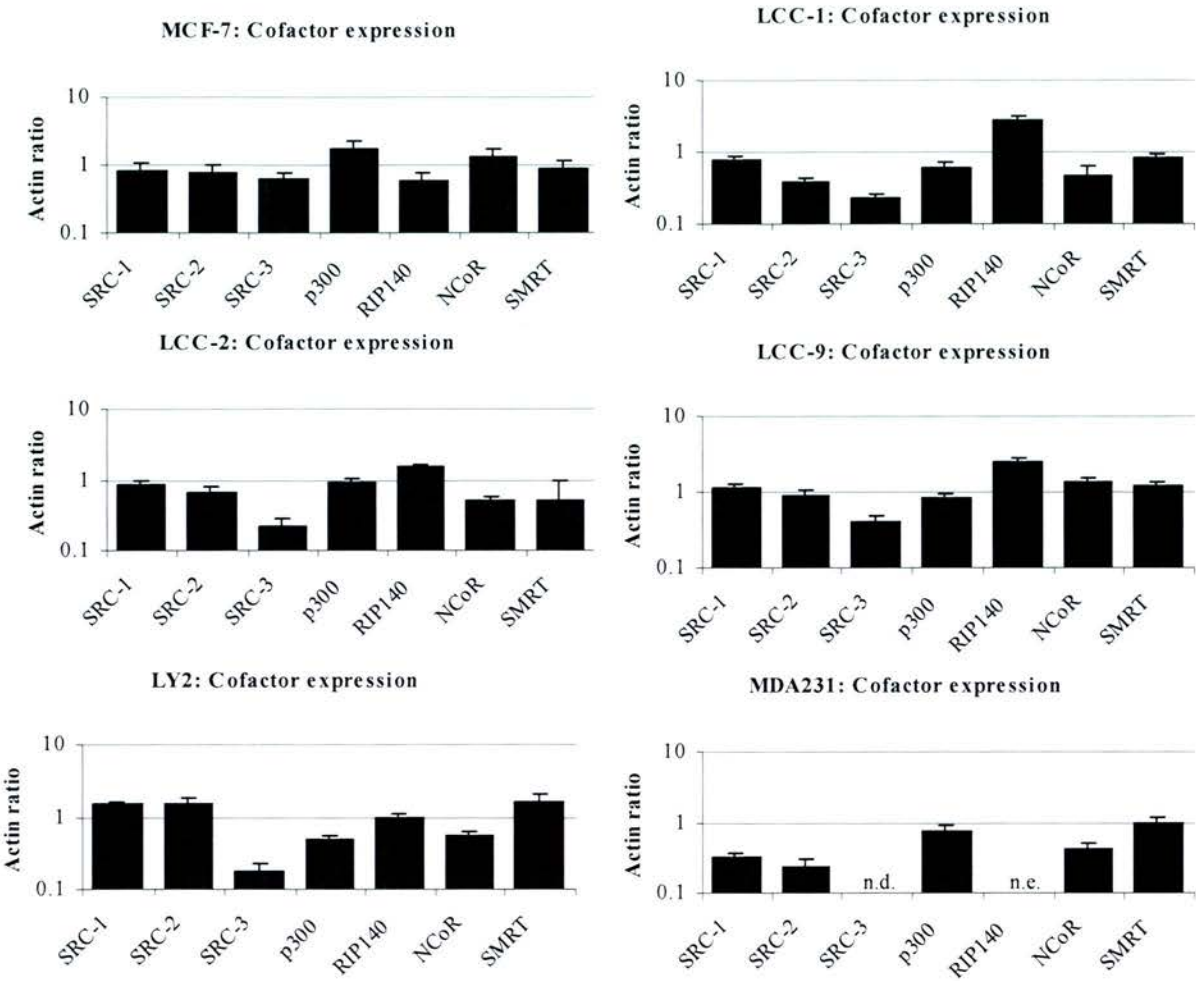 MCF-7: Cofactor expression
Actin ratio
10
1
0.1
SRC-1
SRC-2
SRC-3
p300
RIP140
NCoR
SMRT
LCC-1: Cofactor expression
Actin ratio
10
1
0.1
SRC-1
SRC-2
SRC-3
p300
RIP140
NCoR
SMRT
LCC-2: Cofactor expression
Actin ratio
10
1
0.1
SRC-1
SRC-2
SRC-3
p300
RIP140
NCoR
SMRT
LCC-9: Cofactor expression
Actin ratio
10
1
0.1
SRC-1
SRC-2
SRC-3
p300
RIP140
NCoR
SMRT
LY2: Cofactor expression
Actin ratio
10
1
0.1
SRC-1
SRC-2
SRC-3
p300
RIP140
NCoR
SMRT
MDA231: Cofactor expression
Actin ratio
10
1
0.1
n.d.
n.e.
SRC-1
SRC-2
SRC-3
p300
RIP140
NCoR
SMRT